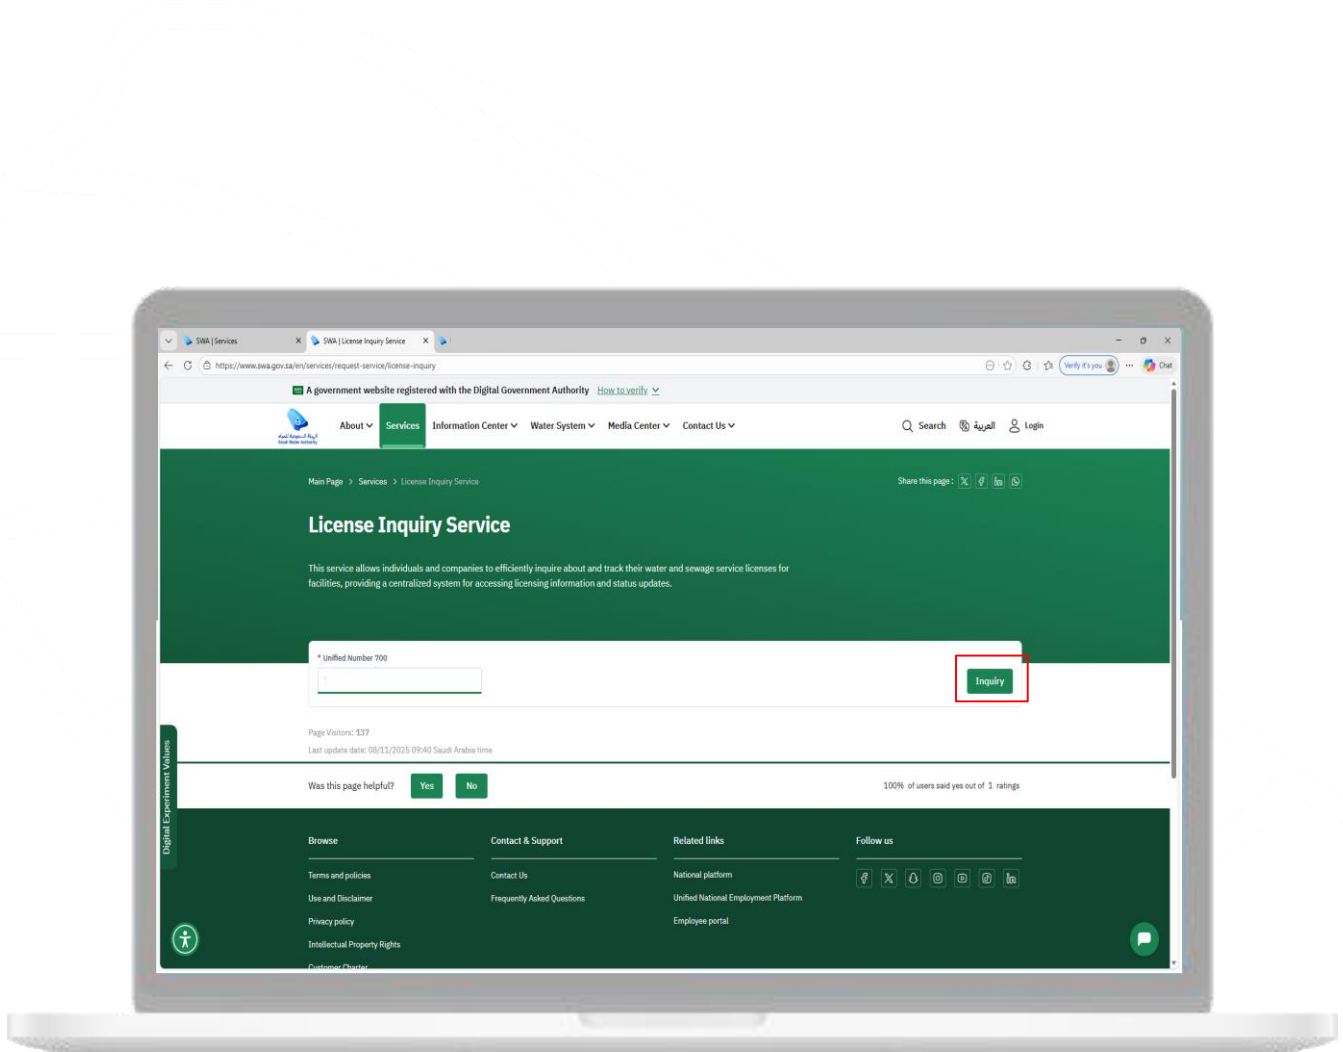 SWA | Services
SWA | License Inquiry Service
https://www.swa.gov.sa/en/services/request-service/license-inquiry
Verify it's you
Chat
A government website registered with the Digital Government Authority How to verify
About
Services
Information Center
Water System
Media Center
Contact Us
Search
العربية
Login
الهيئة السعودية للمياه
Saudi Water Authority
Main Page > Services > License Inquiry Service
Share this page :
License Inquiry Service
This service allows individuals and companies to efficiently inquire about and track their water and sewage service licenses for
facilities, providing a centralized system for accessing licensing information and status updates.
* Unified Number 700
Inquiry
Page Visitors: 137
Last update date: 08/11/2025 09:40 Saudi Arabia time
Digital Experiment Values
Was this page helpful?
Yes
No
100% of users said yes out of 1 ratings
Browse
Contact & Support
Related links
Follow us
Terms and policies
Contact Us
National platform
Use and Disclaimer
Frequently Asked Questions
Unified National Employment Platform
Privacy policy
Employee portal
Intellectual Property Rights
Customer Charter